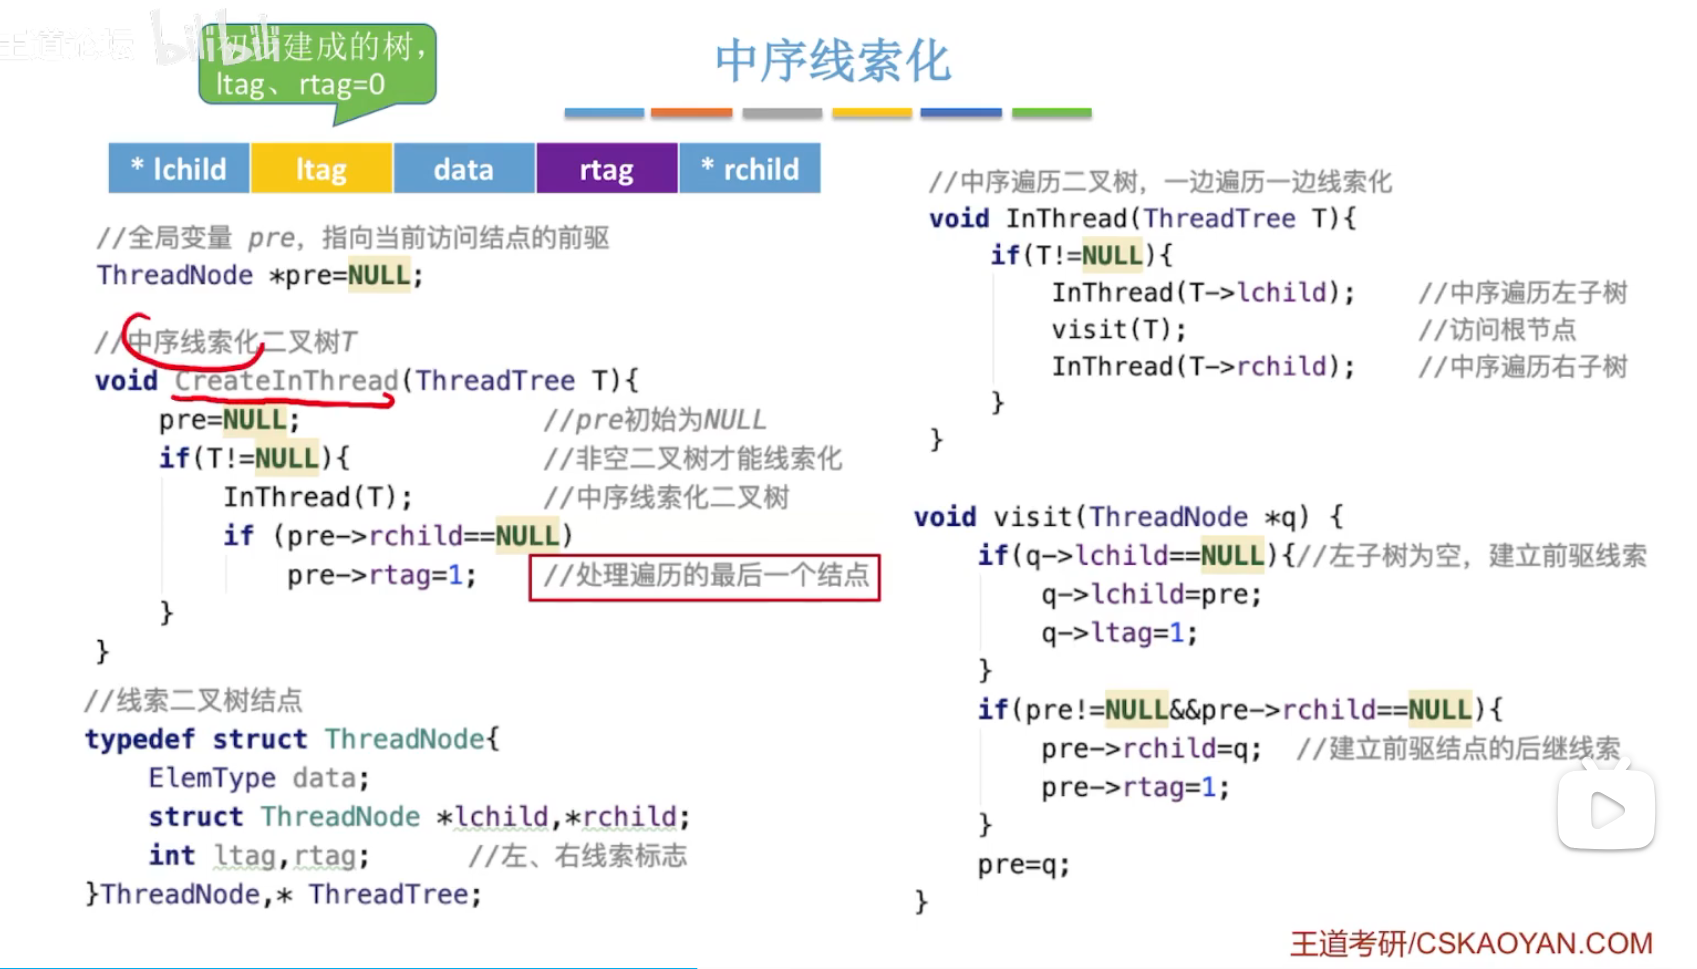 王道论坛 bilibili
初步建成的树，
ltag、rtag=0
中序线索化
* lchild ltag data rtag * rchild
//全局变量 pre，指向当前访问结点的前驱
ThreadNode *pre=NULL;
//中序线索化二叉树T
void CreateInThread(ThreadTree T){
pre=NULL; //pre初始为NULL
if(T!=NULL){ //非空二叉树才能线索化
InThread(T); //中序线索化二叉树
if (pre->rchild==NULL)
pre->rtag=1; //处理遍历的最后一个结点
}
}
//线索二叉树结点
typedef struct ThreadNode{
ElemType data;
struct ThreadNode *lchild,*rchild;
int ltag,rtag; //左、右线索标志
}ThreadNode,* ThreadTree;
//中序遍历二叉树，一边遍历一边线索化
void InThread(ThreadTree T){
if(T!=NULL){
InThread(T->lchild); //中序遍历左子树
visit(T); //访问根节点
InThread(T->rchild); //中序遍历右子树
}
}
void visit(ThreadNode *q) {
if(q->lchild==NULL){//左子树为空，建立前驱线索
q->lchild=pre;
q->ltag=1;
}
if(pre!=NULL&&pre->rchild==NULL){
pre->rchild=q; //建立前驱结点的后继线索
pre->rtag=1;
}
pre=q;
}
王道考研/CSKAOYAN.COM